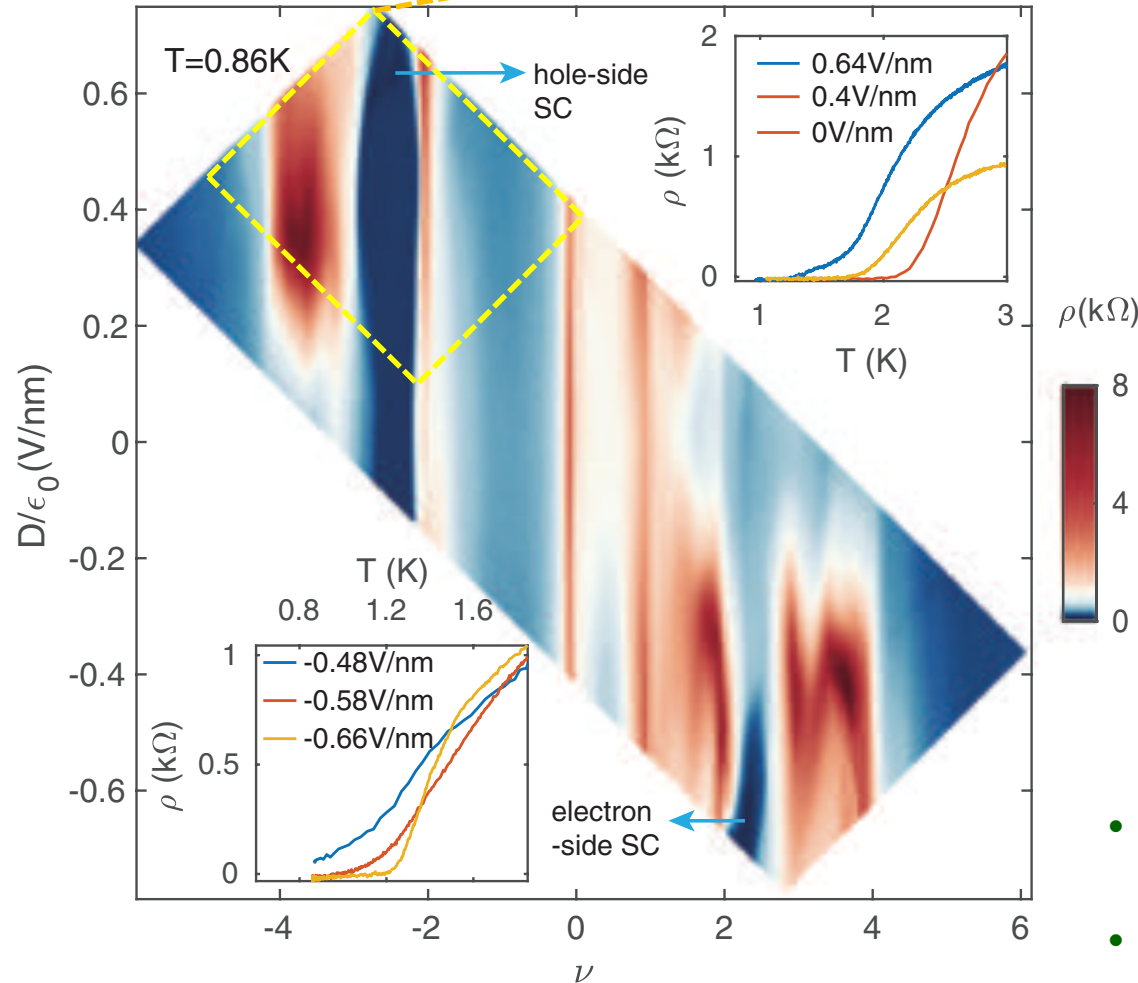 T=0.86K
hole-side
SC
0.64V/nm
0.4V/nm
0V/nm
2
1
0
ρ (kΩ)
1
2
3
T (K)
ρ(kΩ)
8
4
0
D/ϵ0(V/nm)
0.6
0.4
0.2
0
-0.2
-0.4
-0.6
T (K)
0.8
1.2
1.6
-0.48V/nm
-0.58V/nm
-0.66V/nm
1
0.5
0
ρ (kΩ)
electron
-side SC
-4
-2
0
2
4
6
ν